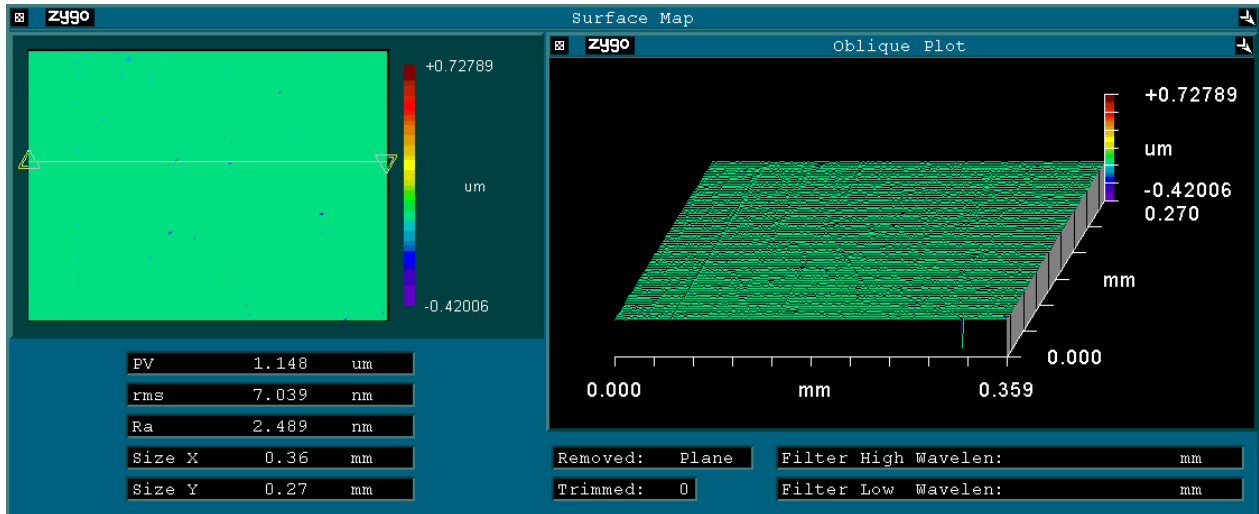 zygo Surface Map
+0.72789
um
-0.42006
PV 1.148 um
rms 7.039 nm
Ra 2.489 nm
Size X 0.36 mm
Size Y 0.27 mm
zygo Oblique Plot
+0.72789
um
-0.42006
0.270
mm
0.000
0.000 mm 0.359
Removed: Plane
Filter High Wavelen: mm
Trimmed: 0
Filter Low Wavelen: mm